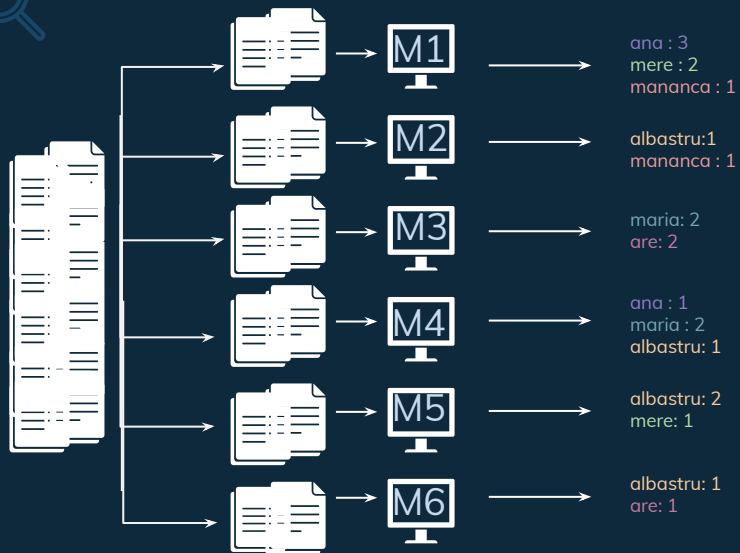 M1
ana : 3
mere : 2
mananca : 1
M2
albastru:1
mananca : 1
M3
maria: 2
are: 2
M4
ana : 1
maria : 2
albastru: 1
M5
albastru: 2
mere: 1
M6
albastru: 1
are: 1